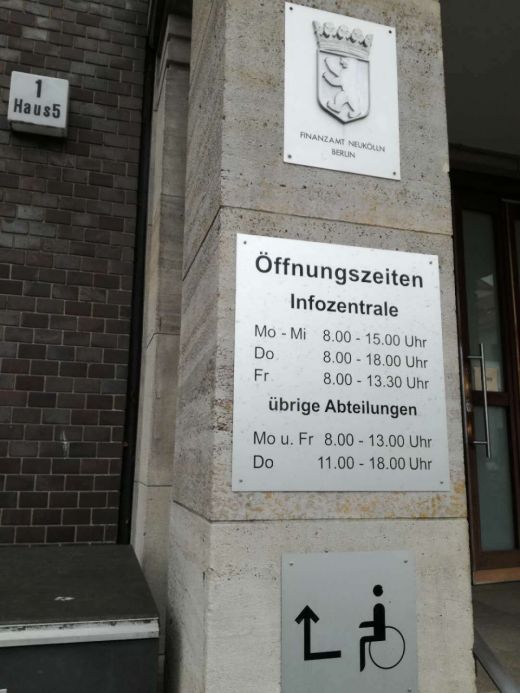 1
Haus5
FINANZAMT NEUKÖLLN
BERLIN
Öffnungszeiten
Infozentrale
Mo - Mi 8.00 - 15.00 Uhr
Do 8.00 - 18.00 Uhr
Fr 8.00 - 13.30 Uhr
übrige Abteilungen
Mo u. Fr 8.00 - 13.00 Uhr
Do 11.00 - 18.00 Uhr